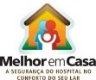 Melhor em Casa
A SEGURANÇA DO HOSPITAL NO
CONFORTO DO SEU LAR